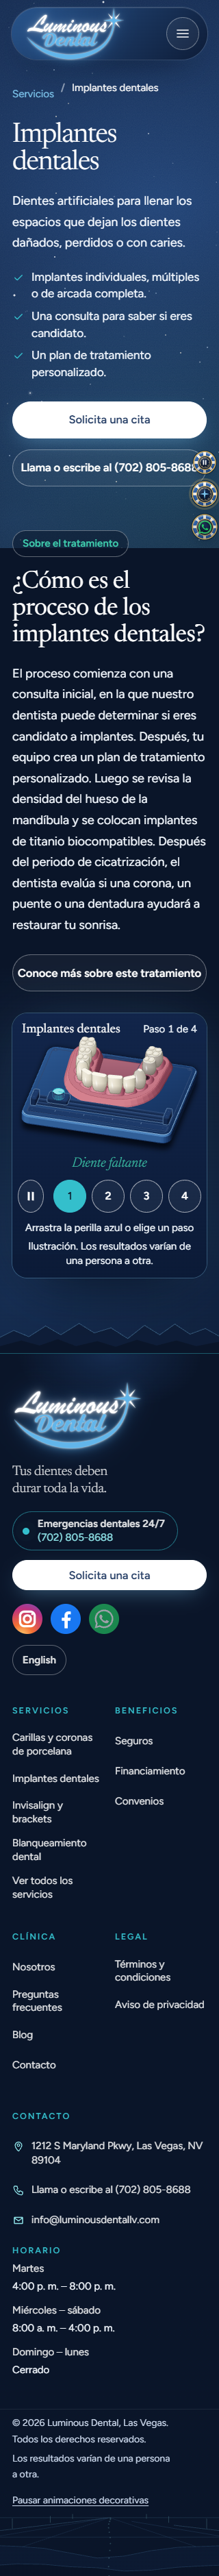 Luminous
Dental
Servicios / Implantes dentales
Implantes
dentales
Dientes artificiales para llenar los
espacios que dejan los dientes
dañados, perdidos o con caries.
Implantes individuales, múltiples
o de arcada completa.
Una consulta para saber si eres
candidato.
Un plan de tratamiento
personalizado.
Solicita una cita
Llama o escribe al (702) 805-8688
Sobre el tratamiento
¿Cómo es el
proceso de los
implantes dentales?
El proceso comienza con una
consulta inicial, en la que nuestro
dentista puede determinar si eres
candidato a implantes. Después, tu
equipo crea un plan de tratamiento
personalizado. Luego se revisa la
densidad del hueso de la
mandíbula y se colocan implantes
de titanio biocompatibles. Después
del periodo de cicatrización, el
dentista evalúa si una corona, un
puente o una dentadura ayudará a
restaurar tu sonrisa.
Conoce más sobre este tratamiento
Implantes dentales Paso 1 de 4
Diente faltante
1 2 3 4
Arrastra la perilla azul o elige un paso
Ilustración. Los resultados varían de
una persona a otra.
Luminous
Dental
Tus dientes deben
durar toda la vida.
Emergencias dentales 24/7
(702) 805-8688
Solicita una cita
English
SERVICIOS
Carillas y coronas
de porcelana
Implantes dentales
Invisalign y
brackets
Blanqueamiento
dental
Ver todos los
servicios
BENEFICIOS
Seguros
Financiamiento
Convenios
CLÍNICA
Nosotros
Preguntas
frecuentes
Blog
Contacto
LEGAL
Términos y
condiciones
Aviso de privacidad
CONTACTO
1212 S Maryland Pkwy, Las Vegas, NV
89104
Llama o escribe al (702) 805-8688
info@luminousdentallv.com
HORARIO
Martes
4:00 p. m. – 8:00 p. m.
Miércoles – sábado
8:00 a. m. – 4:00 p. m.
Domingo – lunes
Cerrado
© 2026 Luminous Dental, Las Vegas.
Todos los derechos reservados.
Los resultados varían de una persona
a otra.
Pausar animaciones decorativas